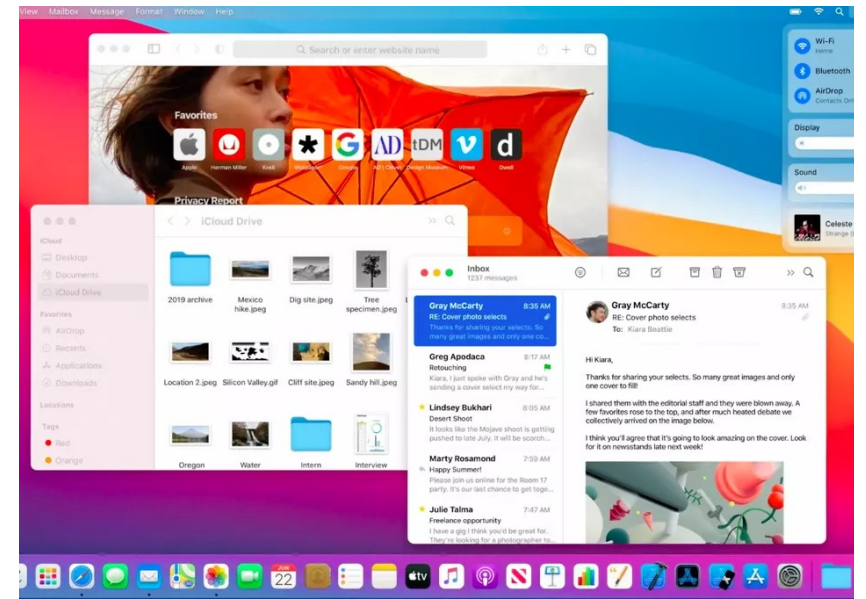 View Mailbox Message Format Window Help
Search or enter website name
Favorites
Apple
Herman Miller
Kvell
Google
Design Museum
Vimeo
Dwell
AD
tDM
d
Privacy Report
Wi-Fi
Home
Bluetooth
AirDrop
Display
Sound
Celeste
iCloud
Desktop
Documents
iCloud Drive
Favorites
AirDrop
Recents
Applications
Downloads
Locations
Tags
Red
Orange
iCloud Drive
2019 archive
Mexico
hike.jpeg
Dig site.jpeg
Tree
specimen.jpeg
Location 2.jpeg
Silicon Valley.gif
Cliff site.jpeg
Sandy hill.jpeg
Oregon
Water
Intern
Interview
Inbox
1237 messages
Gray McCarty 8:35 AM
RE: Cover photo selects
Thanks for sharing your selects. So
many great images and only one co...
Greg Apodaca 8:17 AM
Retouching
Kiara, I just spoke with Gray and he's
sending a cover select my way for...
Lindsey Bukhari 8:05 AM
Desert Shoot
It looks like the Mojave shoot is getting
pushed to late July. It will be scorch...
Marty Rosamond 7:59 AM
Happy Summer!
Please join us online for the Room 17
party. It's our last chance to get toge...
Julie Talma 7:47 AM
Freelance opportunity
I have a gig I think you'd be great for.
They're looking for a photographer to...
Gray McCarty 8:35 AM
RE: Cover photo selects
To: Kiara Beattie
Hi Kiara,
Thanks for sharing your selects. So many great images and only
one cover to fill!
I shared them with the editorial staff and they were blown away. A
few favorites rose to the top, and after much heated debate we
collectively arrived on the image below.
I think you'll agree that it's going to look amazing on the cover. Look
for it on newsstands late next week!
JUN
22
tv